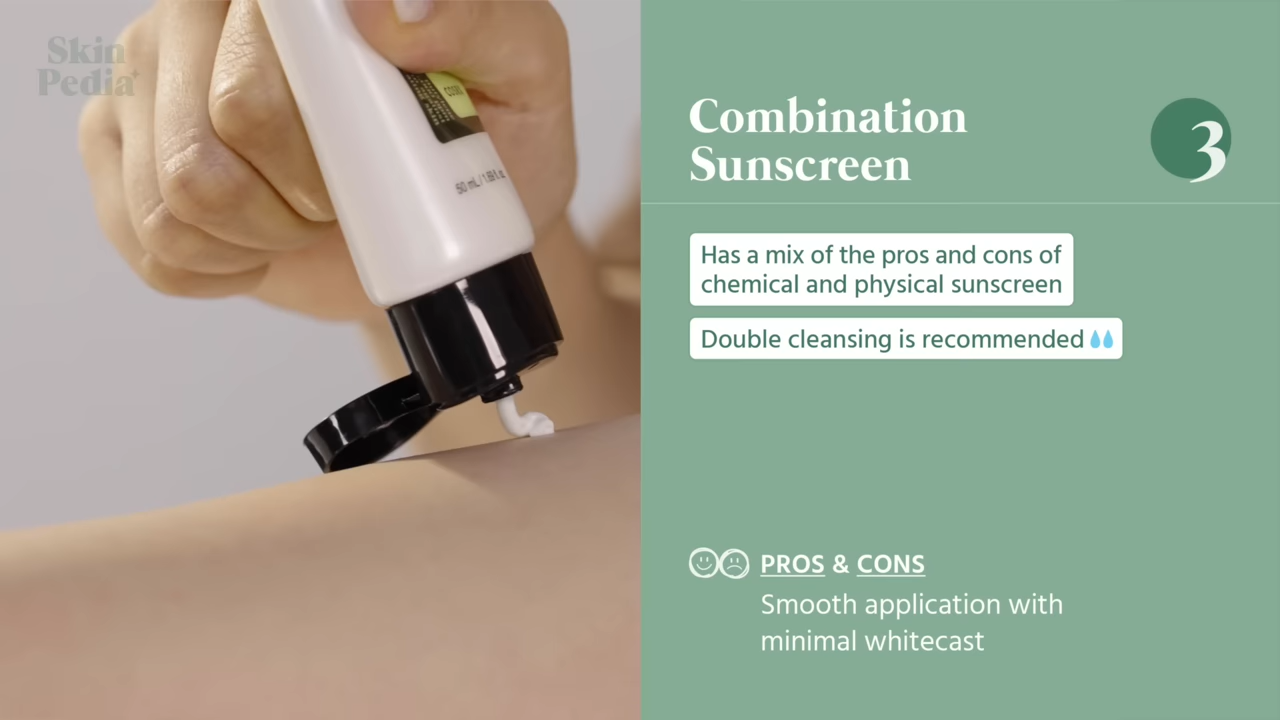 Skin
Pedia
50 mL / 1.69 fl.
Combination
Sunscreen
3
Has a mix of the pros and cons of
chemical and physical sunscreen
Double cleansing is recommended
PROS & CONS
Smooth application with
minimal whitecast